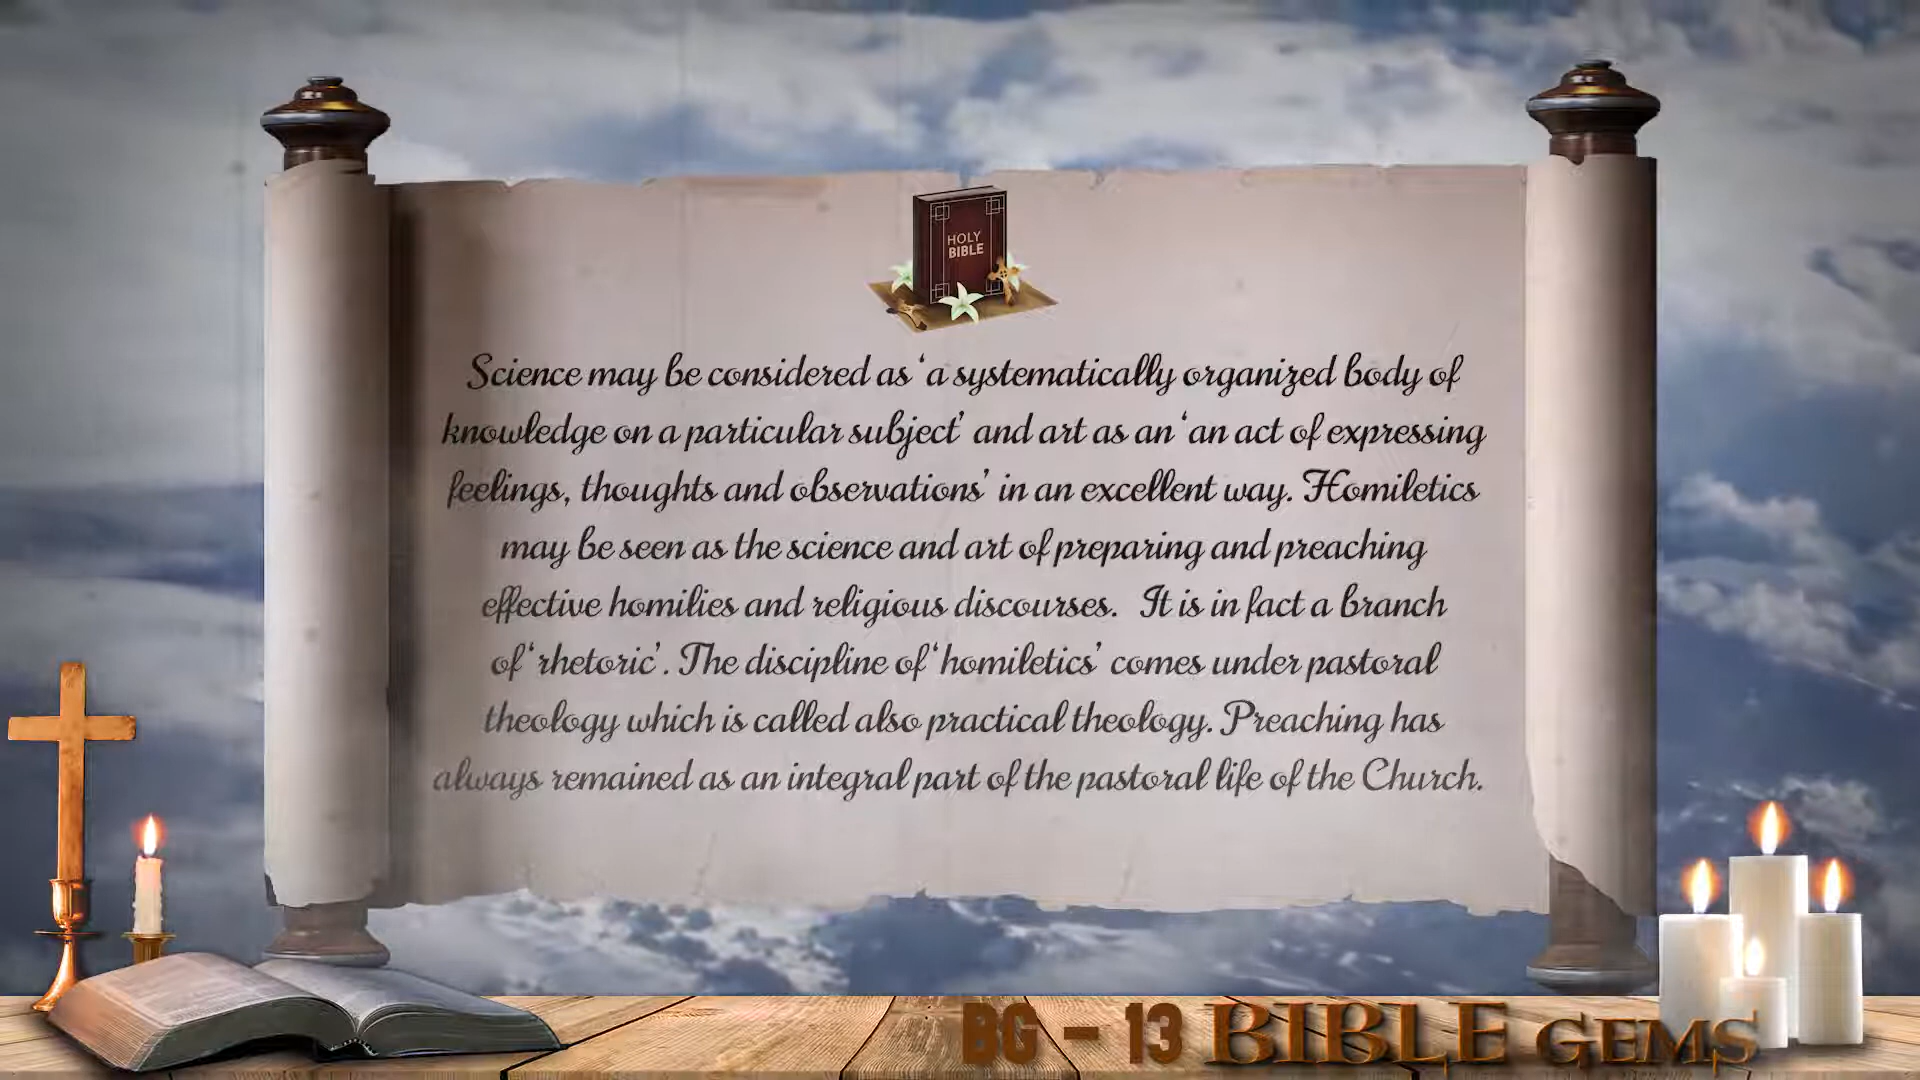 HOLY
BIBLE
Science may be considered as ‘a systematically organized body of
knowledge on a particular subject’ and art as an ‘an act of expressing
feelings, thoughts and observations’ in an excellent way. Homiletics
may be seen as the science and art of preparing and preaching
effective homilies and religious discourses. It is in fact a branch
of ‘rhetoric’. The discipline of ‘homiletics’ comes under pastoral
theology which is called also practical theology. Preaching has
always remained as an integral part of the pastoral life of the Church.
BG – 13 BIBLE GEMS